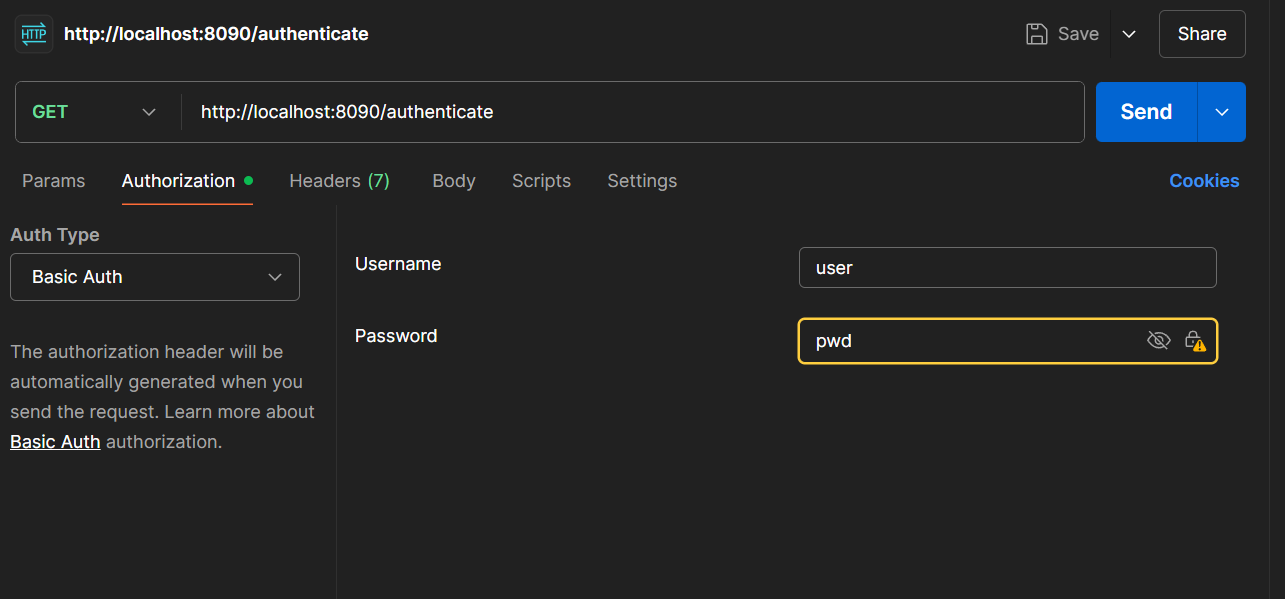 HTTP http://localhost:8090/authenticate Save Share
GET http://localhost:8090/authenticate Send
Params Authorization Headers (7) Body Scripts Settings Cookies
Auth Type
Basic Auth
The authorization header will be
automatically generated when you
send the request. Learn more about
Basic Auth authorization.
Username user
Password pwd